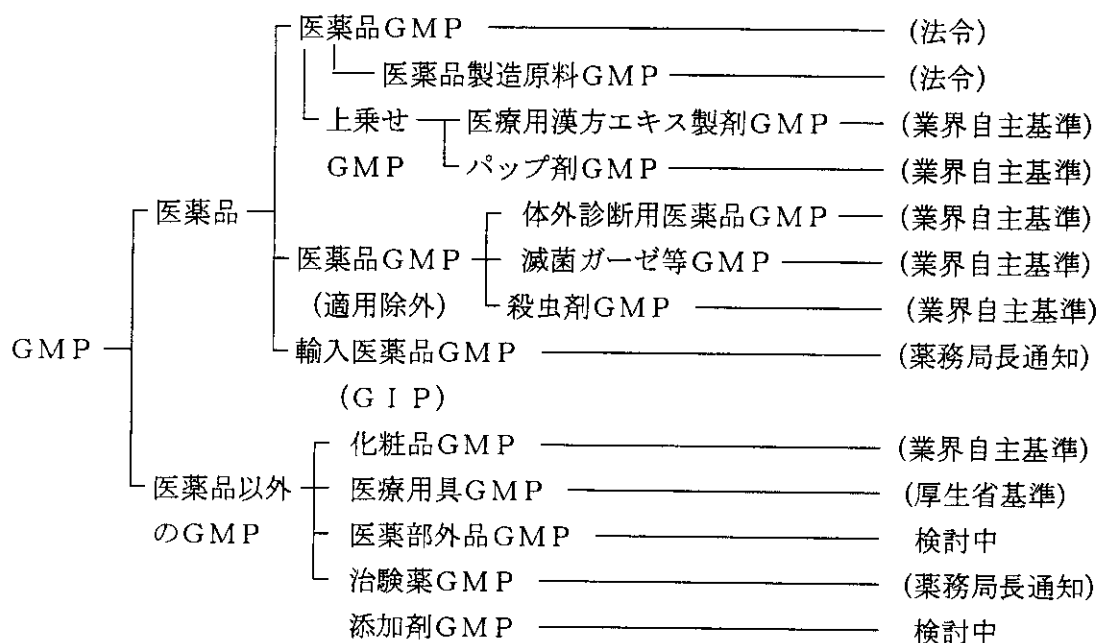 医薬品GMP (法令)
医薬品製造原料GMP (法令)
上乗せ 医療用漢方エキス製剤GMP (業界自主基準)
GMP パップ剤GMP (業界自主基準)
医薬品 体外診断用医薬品GMP (業界自主基準)
医薬品GMP 滅菌ガーゼ等GMP (業界自主基準)
(適用除外) 殺虫剤GMP (業界自主基準)
GMP 輸入医薬品GMP (薬務局長通知)
(GIP)
化粧品GMP (業界自主基準)
医薬品以外 医療用具GMP (厚生省基準)
のGMP 医薬部外品GMP 検討中
治験薬GMP (薬務局長通知)
添加剤GMP 検討中